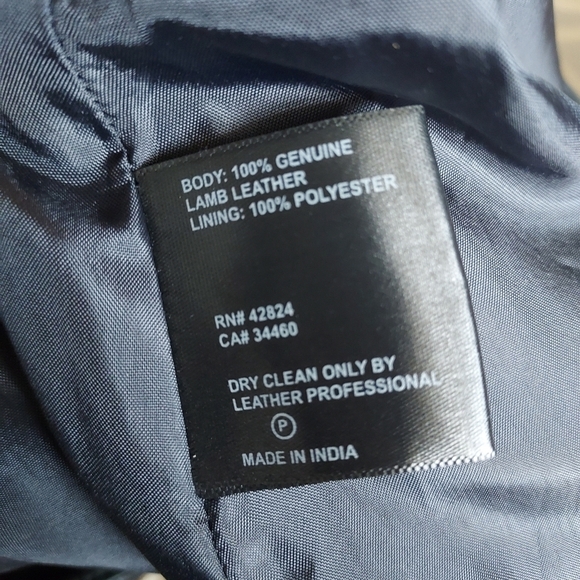 BODY: 100% GENUINE
LAMB LEATHER
LINING: 100% POLYESTER
RN# 42824
CA# 34460
DRY CLEAN ONLY BY
LEATHER PROFESSIONAL
P
MADE IN INDIA